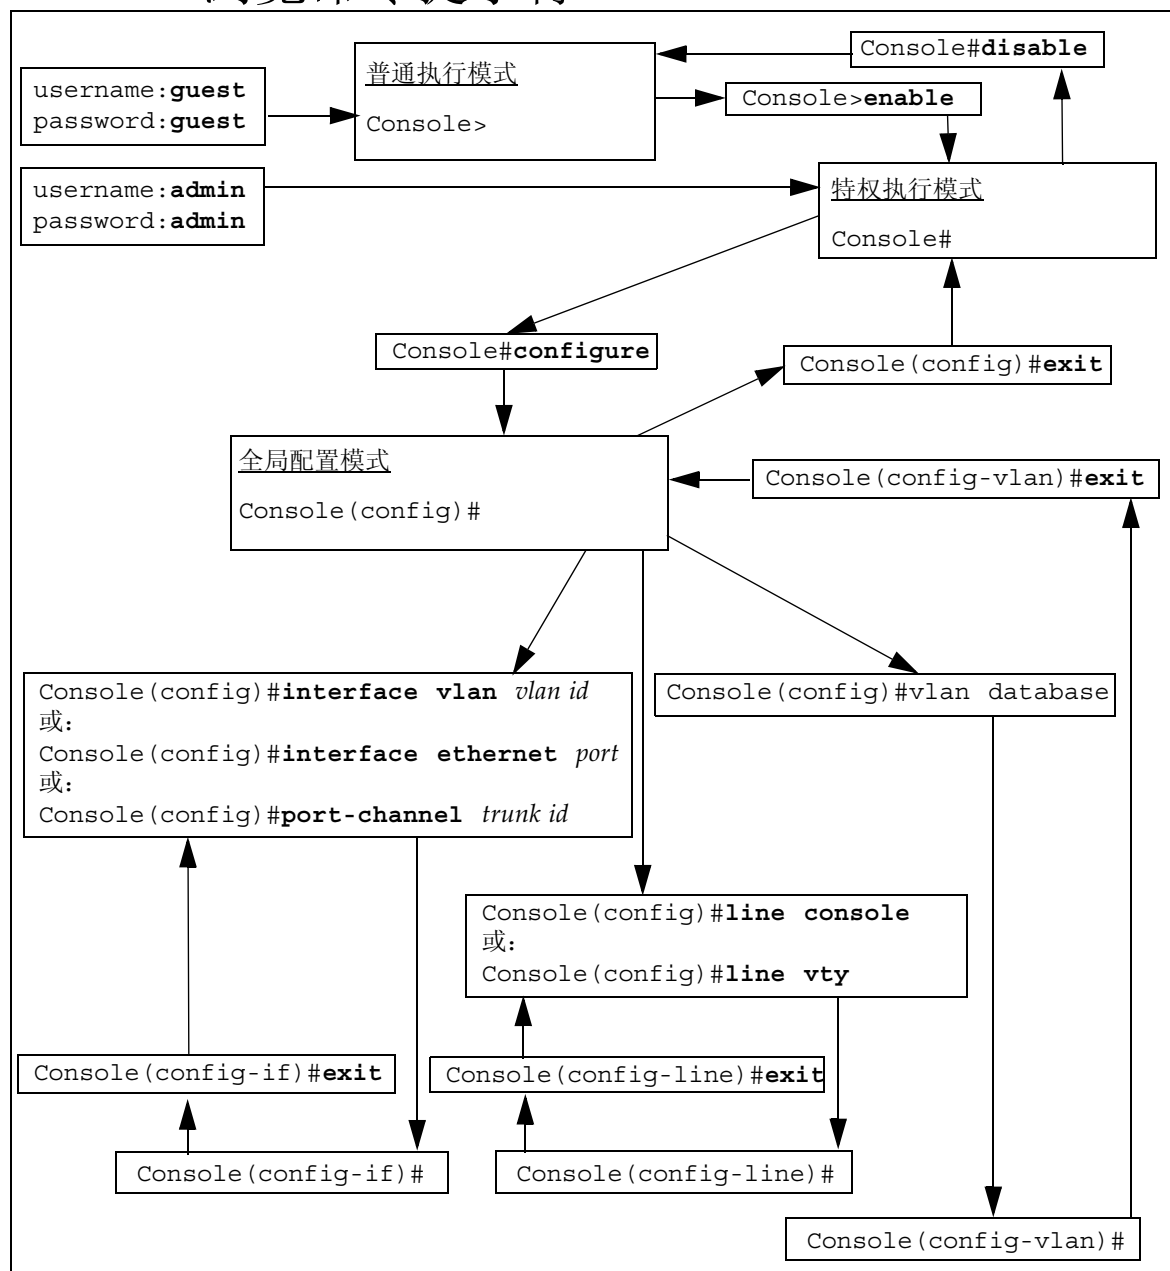 Console#disable
普通执行模式
Console>
username:guest
password:guest
Console>enable
username:admin
password:admin
特权执行模式
Console#
Console#configure
Console(config)#exit
全局配置模式
Console(config)#
Console(config-vlan)#exit
Console(config)#interface vlan vlan id
或:
Console(config)#interface ethernet port
或:
Console(config)#port-channel trunk id
Console(config)#vlan database
Console(config)#line console
或:
Console(config)#line vty
Console(config-if)#exit
Console(config-line)#exit
Console(config-if)#
Console(config-line)#
Console(config-vlan)#